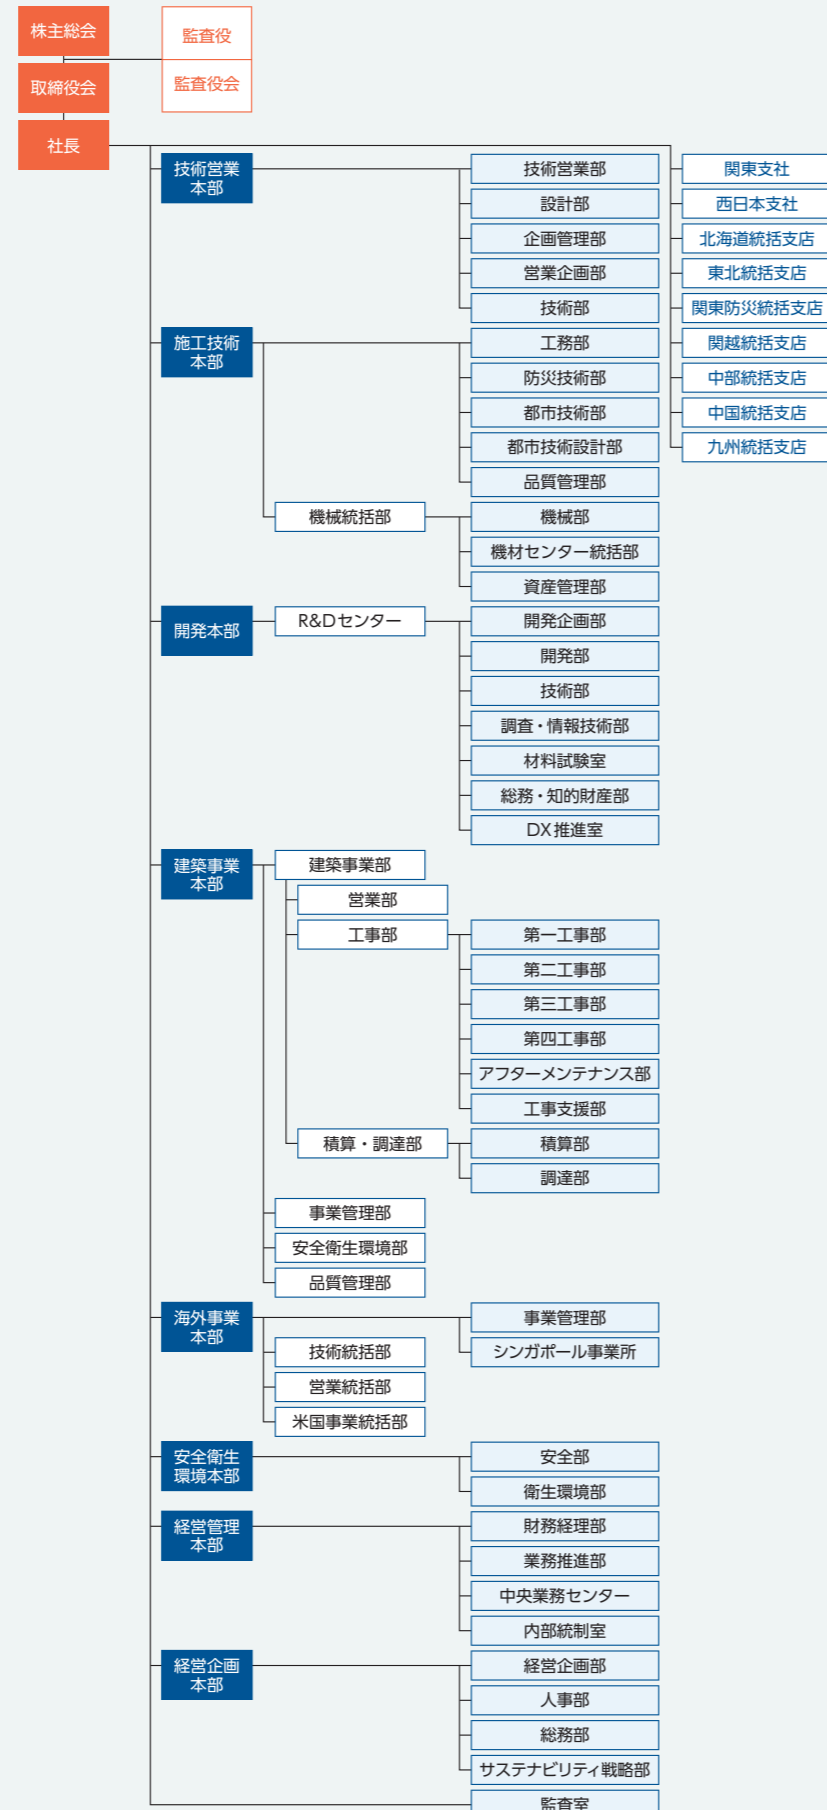 株主総会
監査役
取締役会
監査役会
社長
技術営業
本部
技術営業部
関東支社
設計部
西日本支社
企画管理部
北海道統括支店
営業企画部
東北統括支店
技術部
関東防災統括支店
施工技術
本部
工務部
関越統括支店
防災技術部
中部統括支店
都市技術部
中国統括支店
都市技術設計部
九州統括支店
品質管理部
機械統括部
機械部
機材センター統括部
資産管理部
開発本部
R&Dセンター
開発企画部
開発部
技術部
調査・情報技術部
材料試験室
総務・知的財産部
DX推進室
建築事業
本部
建築事業部
営業部
工事部
第一工事部
第二工事部
第三工事部
第四工事部
アフターメンテナンス部
工事支援部
積算・調達部
積算部
調達部
事業管理部
安全衛生環境部
品質管理部
海外事業
本部
事業管理部
シンガポール事業所
技術統括部
営業統括部
米国事業統括部
安全衛生
環境本部
安全部
衛生環境部
経営管理
本部
財務経理部
業務推進部
中央業務センター
内部統制室
経営企画
本部
経営企画部
人事部
総務部
サステナビリティ戦略部
監査室